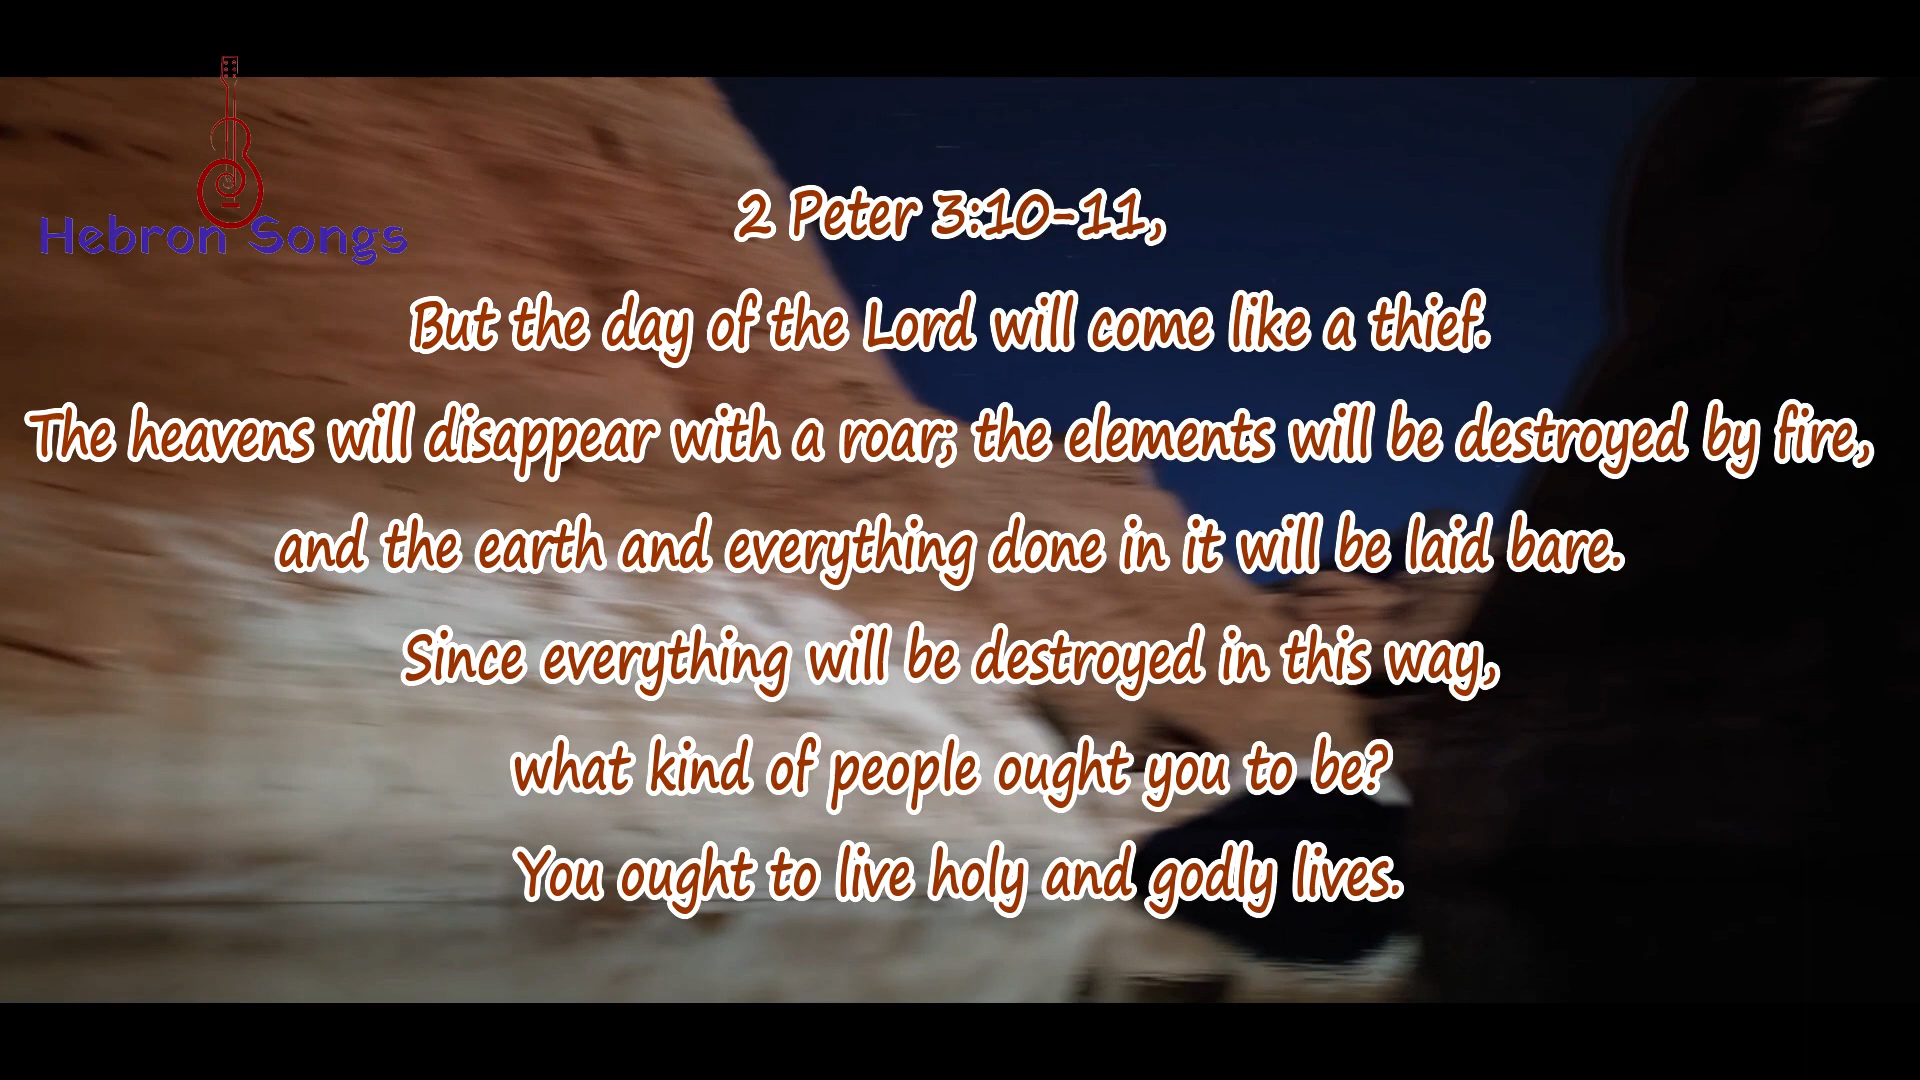 Hebron Songs
2 Peter 3:10-11,
But the day of the Lord will come like a thief.
The heavens will disappear with a roar; the elements will be destroyed by fire,
and the earth and everything done in it will be laid bare.
Since everything will be destroyed in this way,
what kind of people ought you to be?
You ought to live holy and godly lives.